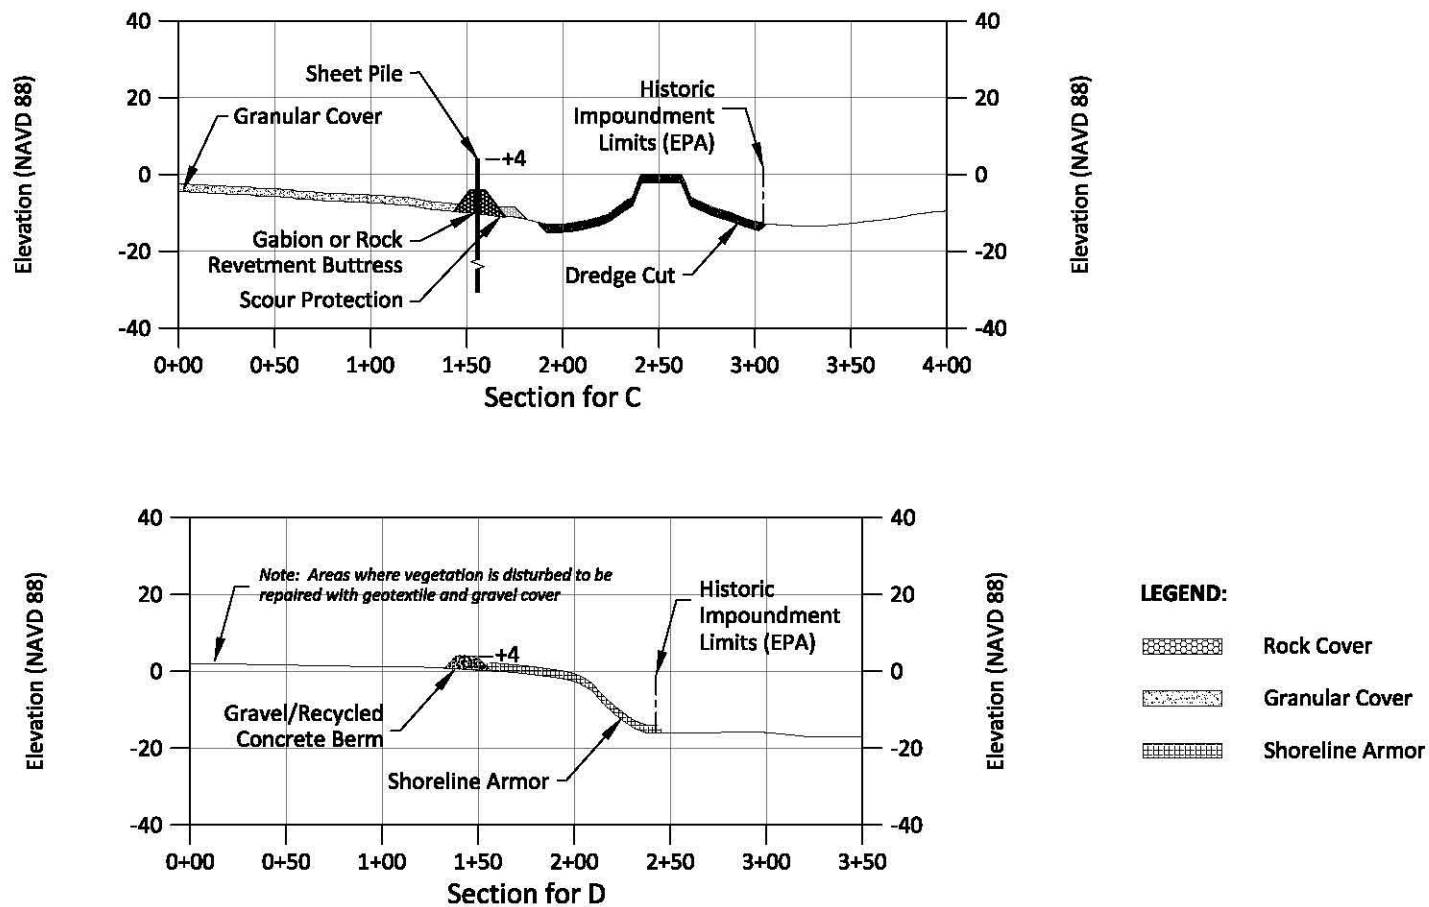 40
40
Elevation (NAVD 88)
Elevation (NAVD 88)
Sheet Pile
Historic
Impoundment
Limits (EPA)
20
20
Granular Cover
+4
0
0
Gabion or Rock
Revetment Buttress
Scour Protection
Dredge Cut
-20
-20
-40
-40
0+00 0+50 1+00 1+50 2+00 2+50 3+00 3+50 4+00
Section for C
40
40
Elevation (NAVD 88)
Elevation (NAVD 88)
Note: Areas where vegetation is disturbed to be
repaired with geotextile and gravel cover
Historic
Impoundment
Limits (EPA)
20
20
+4
0
0
Gravel/Recycled
Concrete Berm
Shoreline Armor
-20
-20
-40
-40
0+00 0+50 1+00 1+50 2+00 2+50 3+00 3+50
Section for D
LEGEND:
Rock Cover
Granular Cover
Shoreline Armor